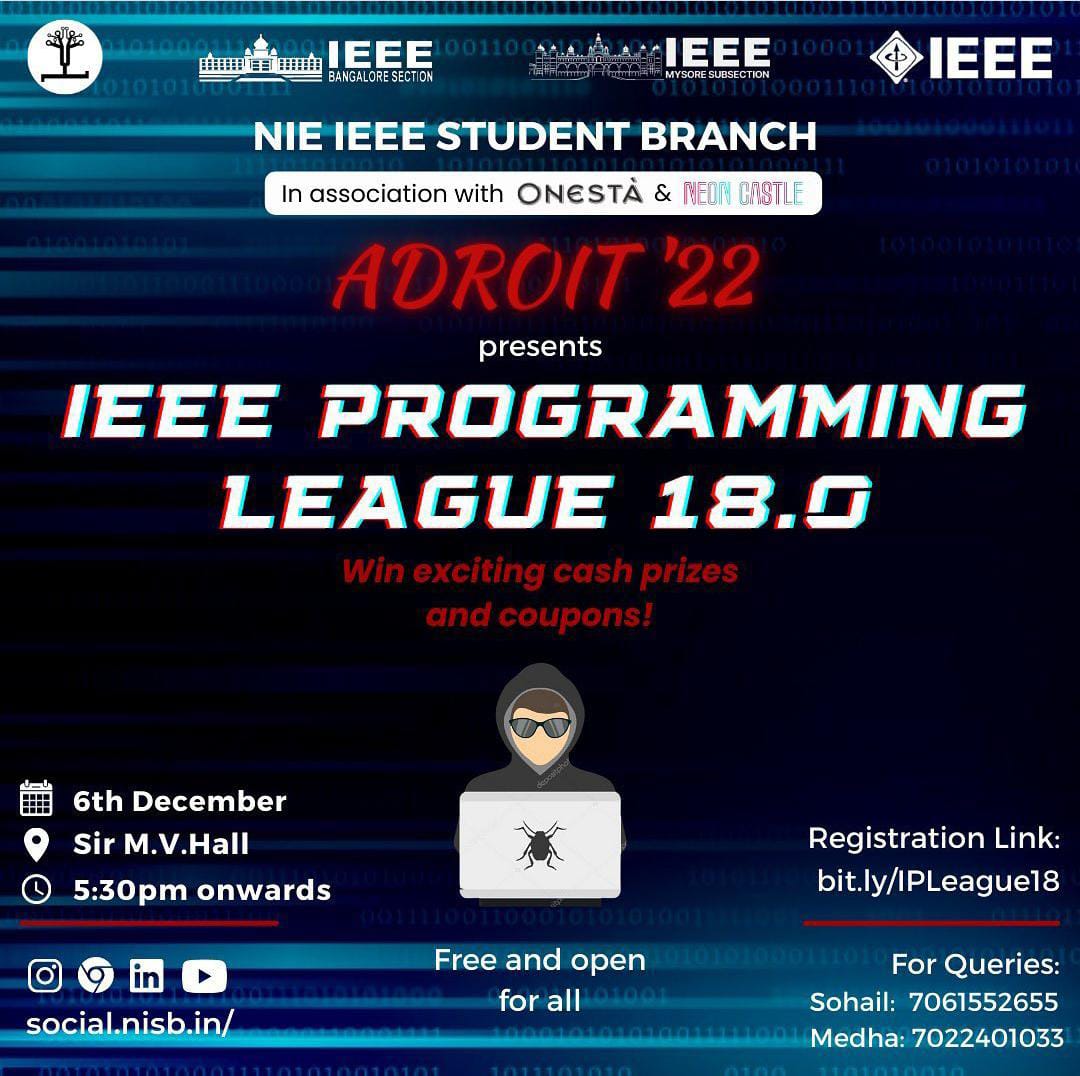 IEEE
BANGALORE SECTION
IEEE
MYSORE SUBSECTION
IEEE
NIE IEEE STUDENT BRANCH
In association with ONESTÀ & NEON CASTLE
ADROIT '22
presents
IEEE PROGRAMMING
LEAGUE 18.0
Win exciting cash prizes
and coupons!
6th December
Sir M.V.Hall
5:30pm onwards
Registration Link:
bit.ly/IPLeague18
social.nisb.in/
Free and open
for all
For Queries:
Sohail: 7061552655
Medha: 7022401033